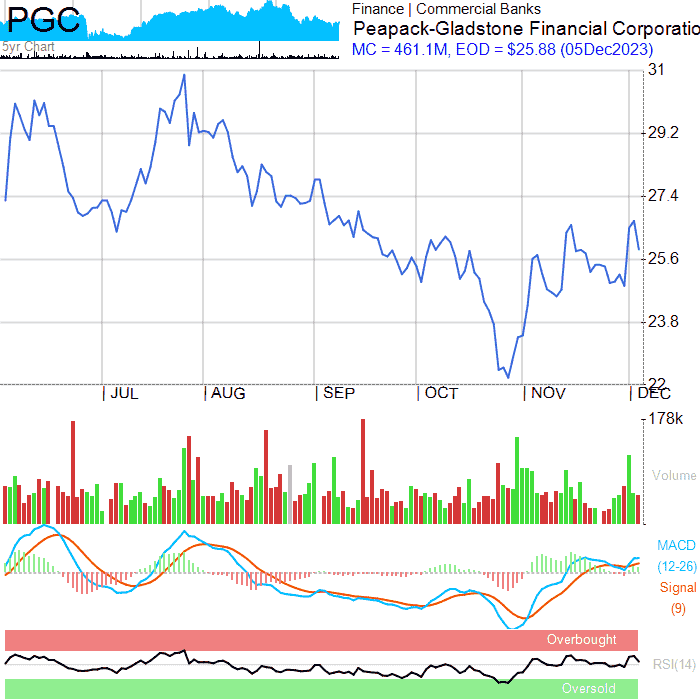 PGC
5yr Chart
Finance | Commercial Banks
Peapack-Gladstone Financial Corporatio
MC = 461.1M, EOD = $25.88 (05Dec2023)
31
29.2
27.4
25.6
23.8
22
| JUL | AUG | SEP | OCT | NOV | DEC
178k
Volume
MACD
(12-26)
Signal
(9)
Overbought
RSI(14)
Oversold